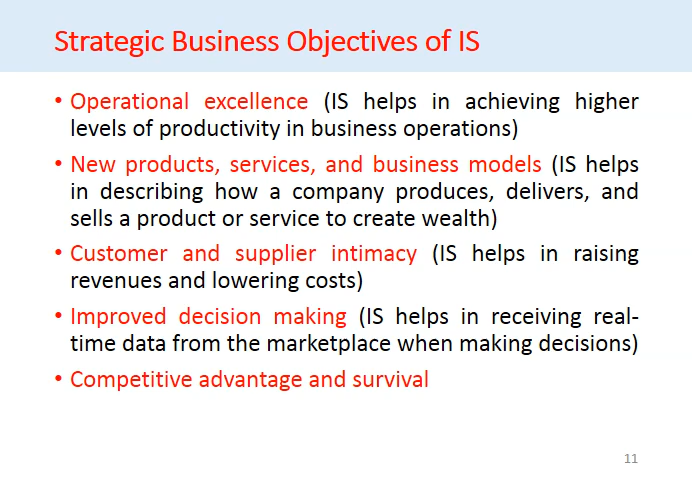 Strategic Business Objectives of IS
• Operational excellence (IS helps in achieving higher
levels of productivity in business operations)
• New products, services, and business models (IS helps
in describing how a company produces, delivers, and
sells a product or service to create wealth)
• Customer and supplier intimacy (IS helps in raising
revenues and lowering costs)
• Improved decision making (IS helps in receiving real-
time data from the marketplace when making decisions)
• Competitive advantage and survival
11